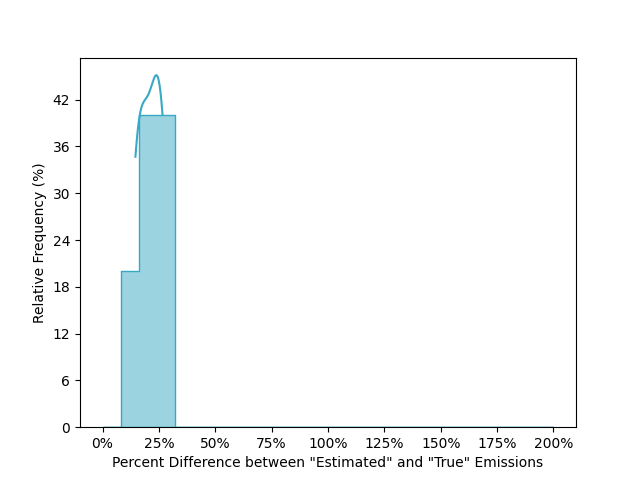 42
36
30
24
18
12
6
0
Relative Frequency (%)
0% 25% 50% 75% 100% 125% 150% 175% 200%
Percent Difference between "Estimated" and "True" Emissions